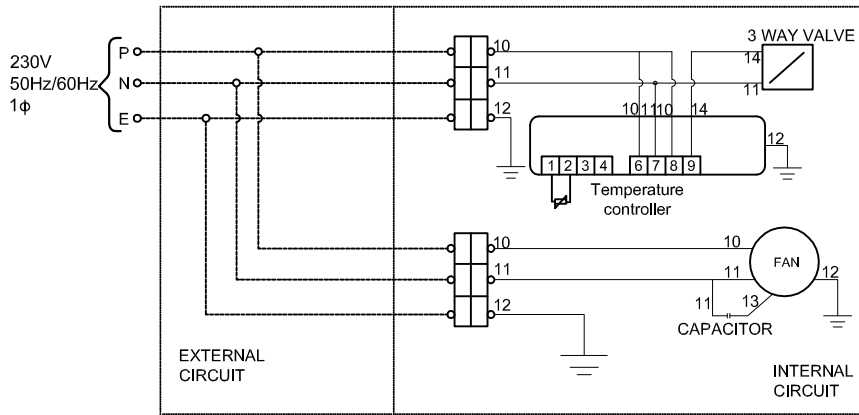 230V
50Hz/60Hz
1ϕ
P
N
E
10
11
12
3 WAY VALVE
14
11
10 11 10 14
12
1 2 3 4 6 7 8 9
Temperature
controller
10
11
12
10
11
11 13
FAN
12
CAPACITOR
EXTERNAL
CIRCUIT
INTERNAL
CIRCUIT